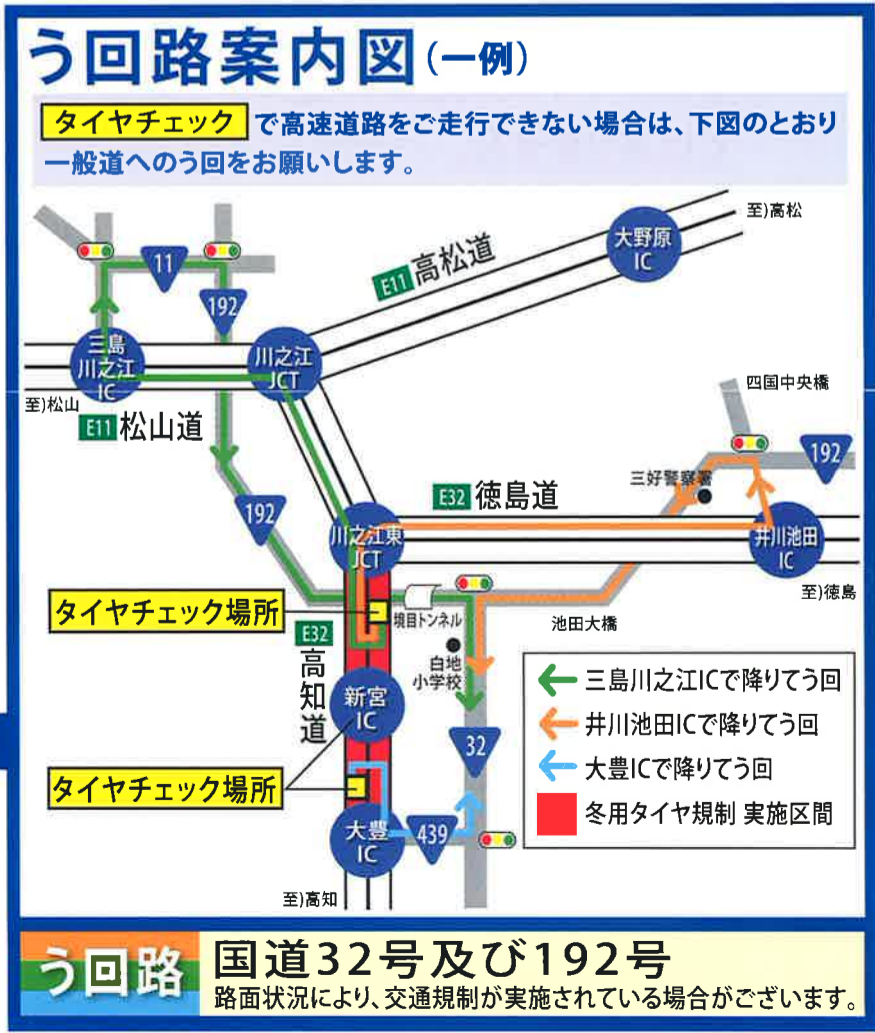 う回路案内図(一例)
タイヤチェック で高速道路をご走行できない場合は、下図のとおり
一般道へのう回をお願いします。
至)高松
大野原
IC
E11 高松道
11
192
三島
川之江
IC
川之江
JCT
至)松山
E11 松山道
四国中央橋
192
三好警察署
E32 徳島道
192
川之江東
JCT
井川池田
IC
至)徳島
タイヤチェック場所
境目トンネル
池田大橋
E32
高知道
白地
小学校
新宮
IC
三島川之江ICで降りてう回
井川池田ICで降りてう回
大豊ICで降りてう回
冬用タイヤ規制 実施区間
32
タイヤチェック場所
大豊
IC
439
至)高知
う回路
国道32号及び192号
路面状況により、交通規制が実施されている場合がございます。